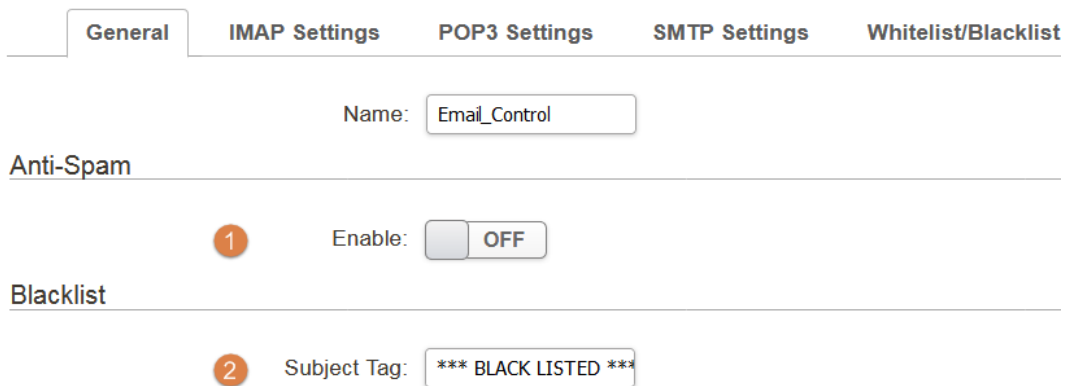 General IMAP Settings POP3 Settings SMTP Settings Whitelist/Blacklist
Name: Email_Control
Anti-Spam
1 Enable: OFF
Blacklist
2 Subject Tag: *** BLACK LISTED ***